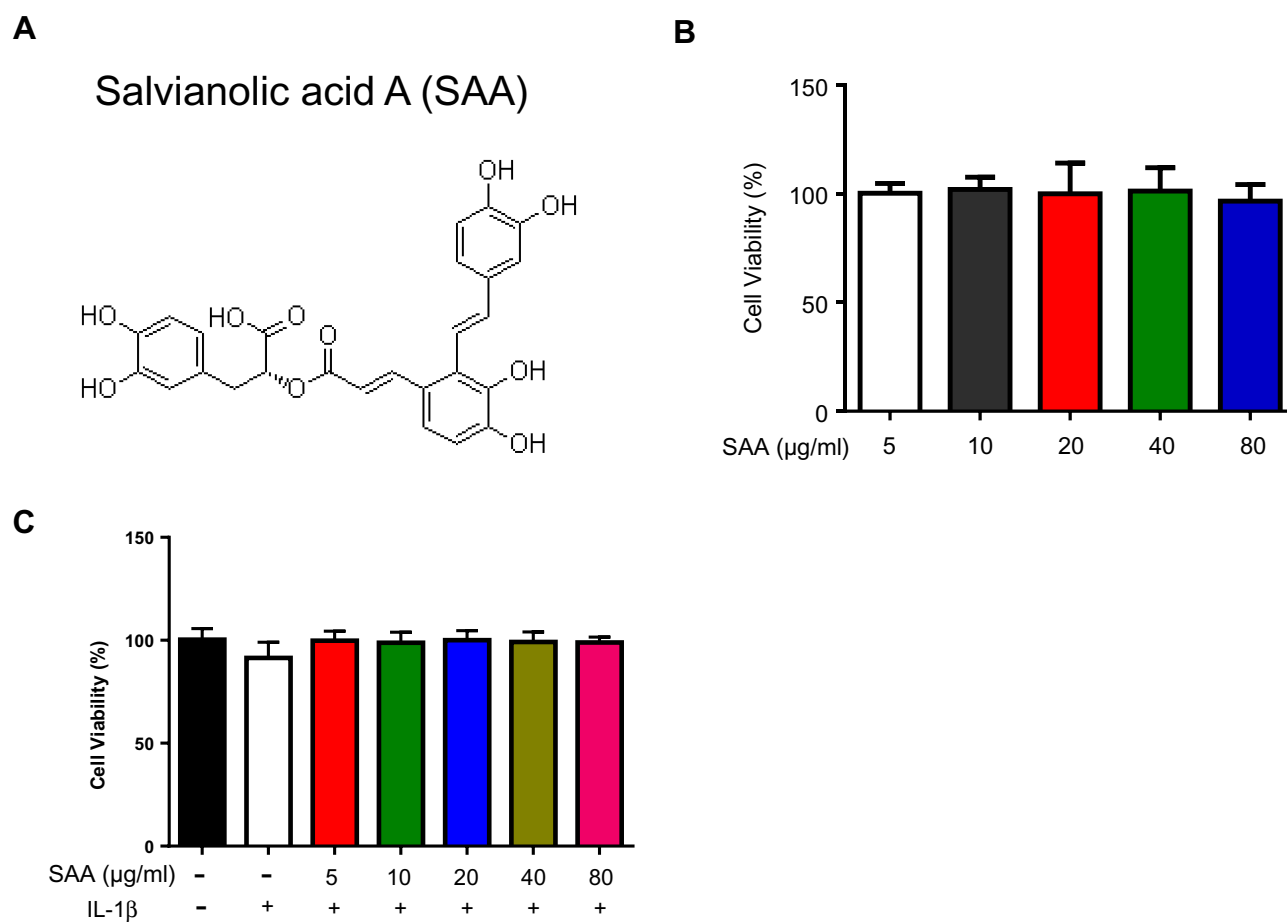 A
Salvianolic acid A (SAA)
OH
OH
HO
HO
HO
O
O
O
OH
OH
B
Cell Viability (%)
150
100
50
0
SAA (μg/ml) 5 10 20 40 80
C
Cell Viability (%)
150
100
50
0
SAA (μg/ml) - - 5 10 20 40 80
IL-1β - + + + + + +